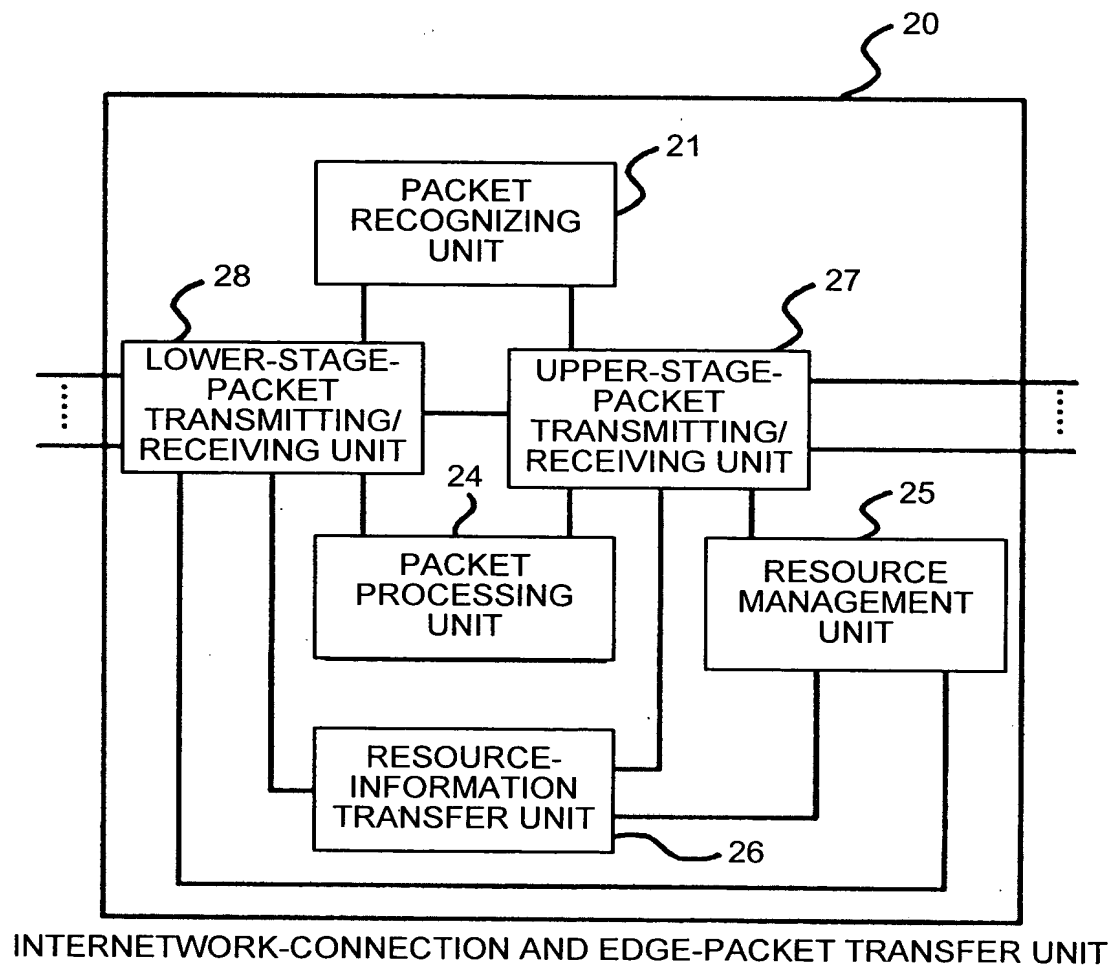 20
21
PACKET
RECOGNIZING
UNIT
28
27
LOWER-STAGE-
PACKET
TRANSMITTING/
RECEIVING UNIT
UPPER-STAGE-
PACKET
TRANSMITTING/
RECEIVING UNIT
24
25
PACKET
PROCESSING
UNIT
RESOURCE
MANAGEMENT
UNIT
RESOURCE-
INFORMATION
TRANSFER UNIT
26
INTERNETWORK-CONNECTION AND EDGE-PACKET TRANSFER UNIT